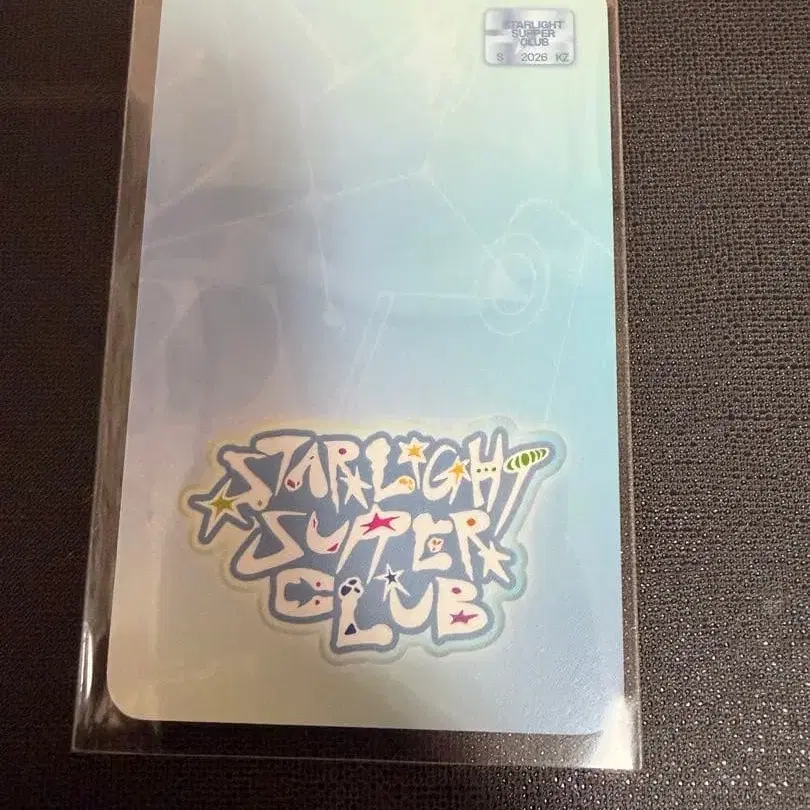 STARLIGHT
SUPPER
CLUB
S 2026 KZ
STARLIGHT
SUPPER
CLUB